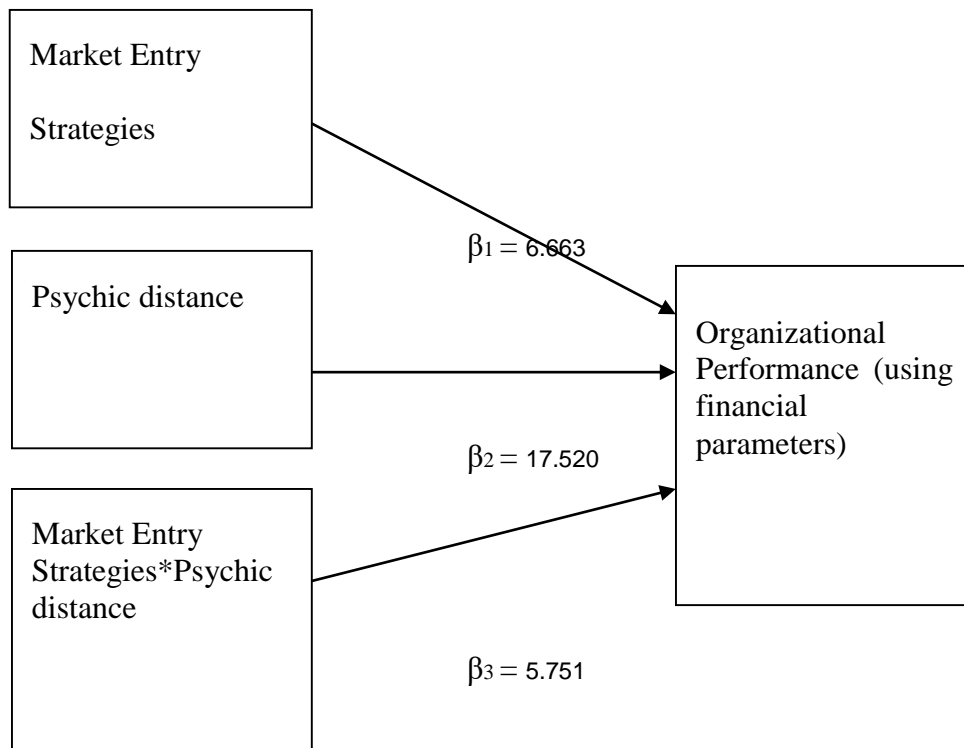 Market Entry
Strategies
β1 = 6.663
Psychic distance
Organizational
Performance (using
financial
parameters)
β2 = 17.520
Market Entry
Strategies*Psychic
distance
β3 = 5.751